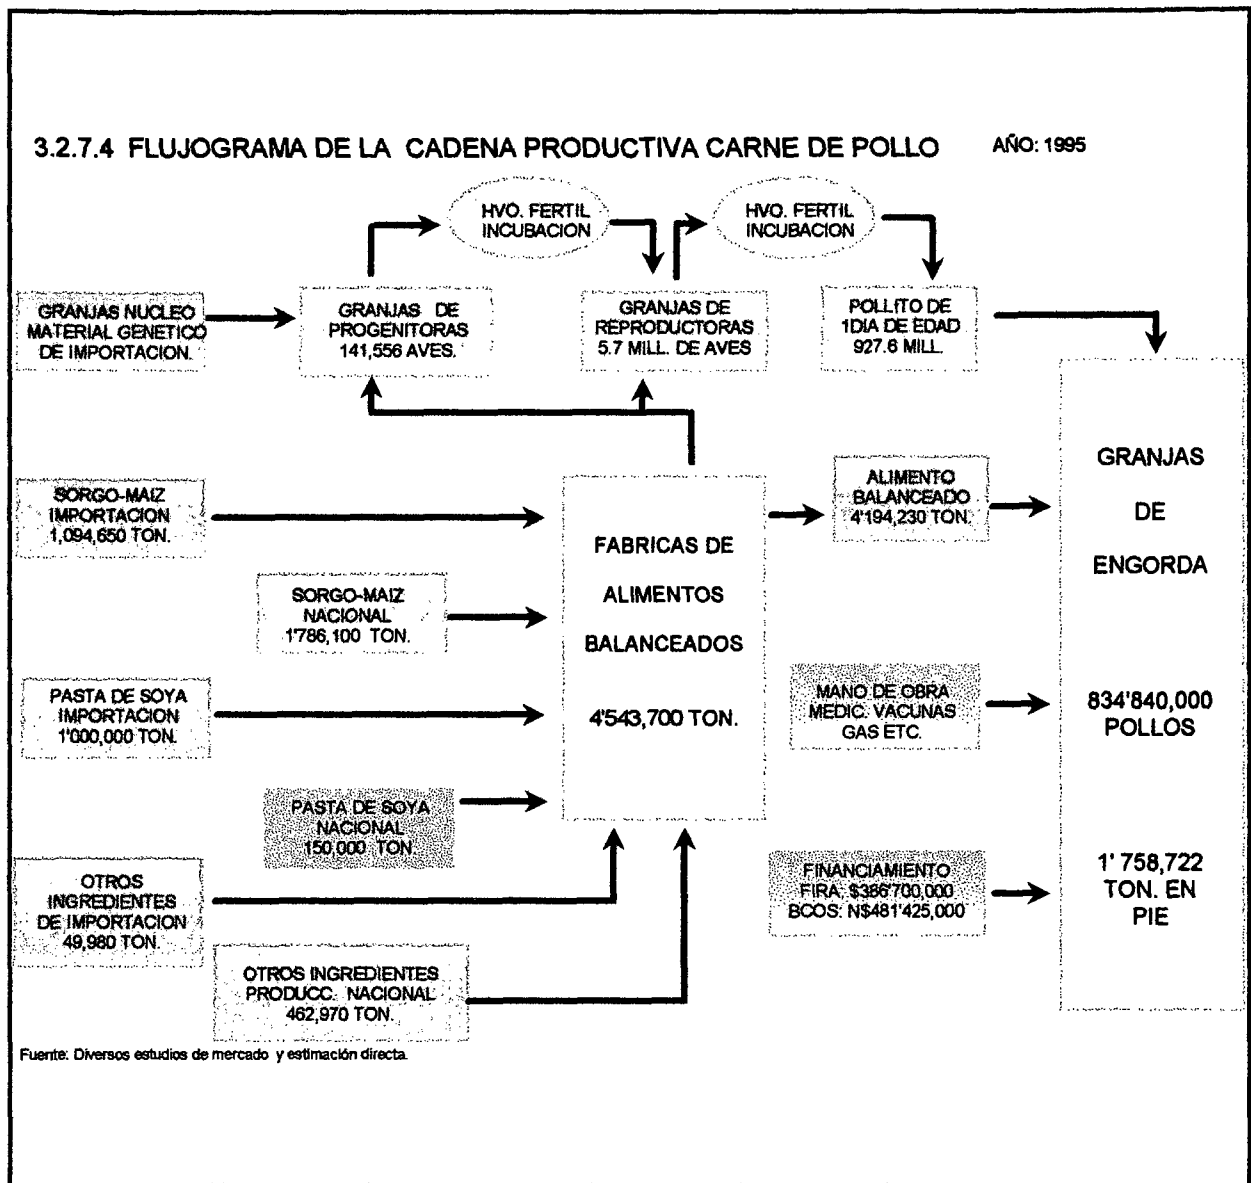 3.2.7.4 FLUJOGRAMA DE LA CADENA PRODUCTIVA CARNE DE POLLO AÑO: 1995
HVO. FERTIL
INCUBACION
HVO. FERTIL
INCUBACION
GRANJAS NUCLEO
MATERIAL GENETICO
DE IMPORTACION.
GRANJAS DE
PROGENITORAS
141,556 AVES.
GRANJAS DE
REPRODUCTORAS
5.7 MILL. DE AVES
POLLITO DE
1DIA DE EDAD
927.6 MILL.
SORGO-MAIZ
IMPORTACION
1,094,650 TON.
SORGO-MAIZ
NACIONAL
1'786,100 TON.
PASTA DE SOYA
IMPORTACION
1'000,000 TON.
PASTA DE SOYA
NACIONAL
150,000 TON
OTROS
INGREDIENTES
DE IMPORTACION
49,980 TON.
OTROS INGREDIENTES
PRODUCC. NACIONAL
462,970 TON.
FABRICAS DE
ALIMENTOS
BALANCEADOS
4'543,700 TON.
ALIMENTO
BALANCEADO
4'194,230 TON.
MANO DE OBRA
MEDIC. VACUNAS
GAS ETC.
FINANCIAMIENTO
FIRA: $386'700,000
BCOS: N$481'425,000
GRANJAS
DE
ENGORDA
834'840,000
POLLOS
1' 758,722
TON. EN
PIE
Fuente: Diversos estudios de mercado y estimación directa.